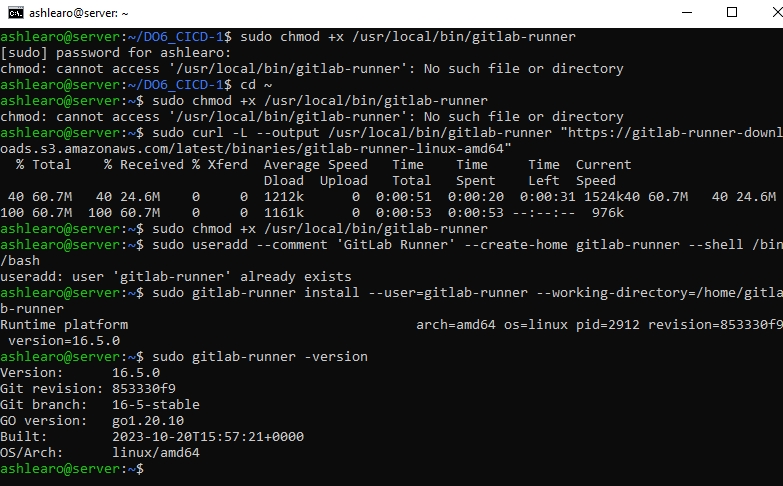 ashlearo@server: ~
ashlearo@server:~/DO6_CICD-1$ sudo chmod +x /usr/local/bin/gitlab-runner
[sudo] password for ashlearo:
chmod: cannot access '/usr/local/bin/gitlab-runner': No such file or directory
ashlearo@server:~/DO6_CICD-1$ cd ~
ashlearo@server:~$ sudo chmod +x /usr/local/bin/gitlab-runner
chmod: cannot access '/usr/local/bin/gitlab-runner': No such file or directory
ashlearo@server:~$ sudo curl -L --output /usr/local/bin/gitlab-runner "https://gitlab-runner-downl
oads.s3.amazonaws.com/latest/binaries/gitlab-runner-linux-amd64"
  % Total    % Received % Xferd  Average Speed   Time    Time     Time  Current
                                 Dload  Upload   Total   Spent    Left  Speed
 40 60.7M   40 24.6M    0     0  1212k      0  0:00:51  0:00:20  0:00:31 1524k40 60.7M   40 24.6M
100 60.7M  100 60.7M    0     0  1161k      0  0:00:53  0:00:53 --:--:--  976k
ashlearo@server:~$ sudo chmod +x /usr/local/bin/gitlab-runner
ashlearo@server:~$ sudo useradd --comment 'GitLab Runner' --create-home gitlab-runner --shell /bin
/bash
useradd: user 'gitlab-runner' already exists
ashlearo@server:~$ sudo gitlab-runner install --user=gitlab-runner --working-directory=/home/gitla
b-runner
Runtime platform                                    arch=amd64 os=linux pid=2912 revision=853330f9
 version=16.5.0
ashlearo@server:~$ sudo gitlab-runner -version
Version:      16.5.0
Git revision: 853330f9
Git branch:   16-5-stable
GO version:   go1.20.10
Built:        2023-10-20T15:57:21+0000
OS/Arch:      linux/amd64
ashlearo@server:~$